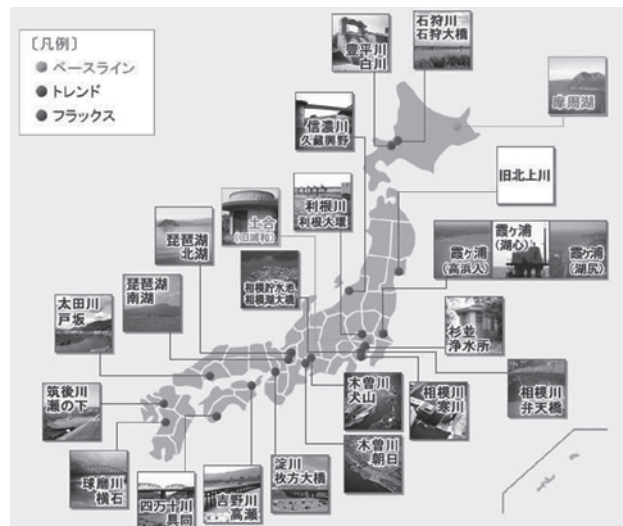 〔凡例〕
ベースライン
トレンド
フラックス
豊平川
白川
石狩川
石狩大橋
摩周湖
信濃川
久蔵興野
旧北上川
利根川
利根大堰
土合
(旧浦和)
琵琶湖
北湖
霞ヶ浦
(高浜入)
霞ヶ浦
(湖心)
霞ヶ浦
(湖尻)
相模貯水池
相模湖大橋
琵琶湖
南湖
太田川
戸坂
杉並
浄水所
筑後川
瀬の下
木曽川
犬山
相模川
寒川
相模川
弁天橋
木曽川
朝日
球磨川
横石
四万十川
具同
吉野川
高瀬
淀川
枚方大橋